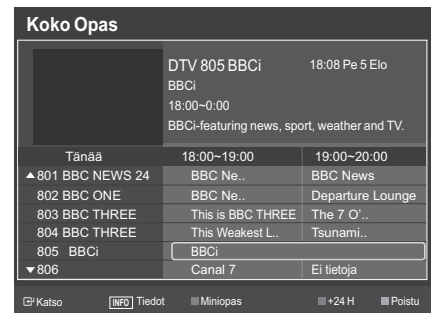 Koko Opas
DTV 805 BBCi 18:08 Pe 5 Elo
BBCi
18:00~0:00
BBCi-featuring news, sport, weather and TV.
Tänää 18:00~19:00 19:00~20:00
▲801 BBC NEWS 24 BBC Ne.. BBC News
802 BBC ONE BBC Ne.. Departure Lounge
803 BBC THREE This is BBC THREE The 7 O'..
804 BBC THREE This Weakest L.. Tsunami..
805 BBCi BBCi
▼806 Canal 7 Ei tietoja
Katso INFO Tiedot Miniopas +24 H Poistu